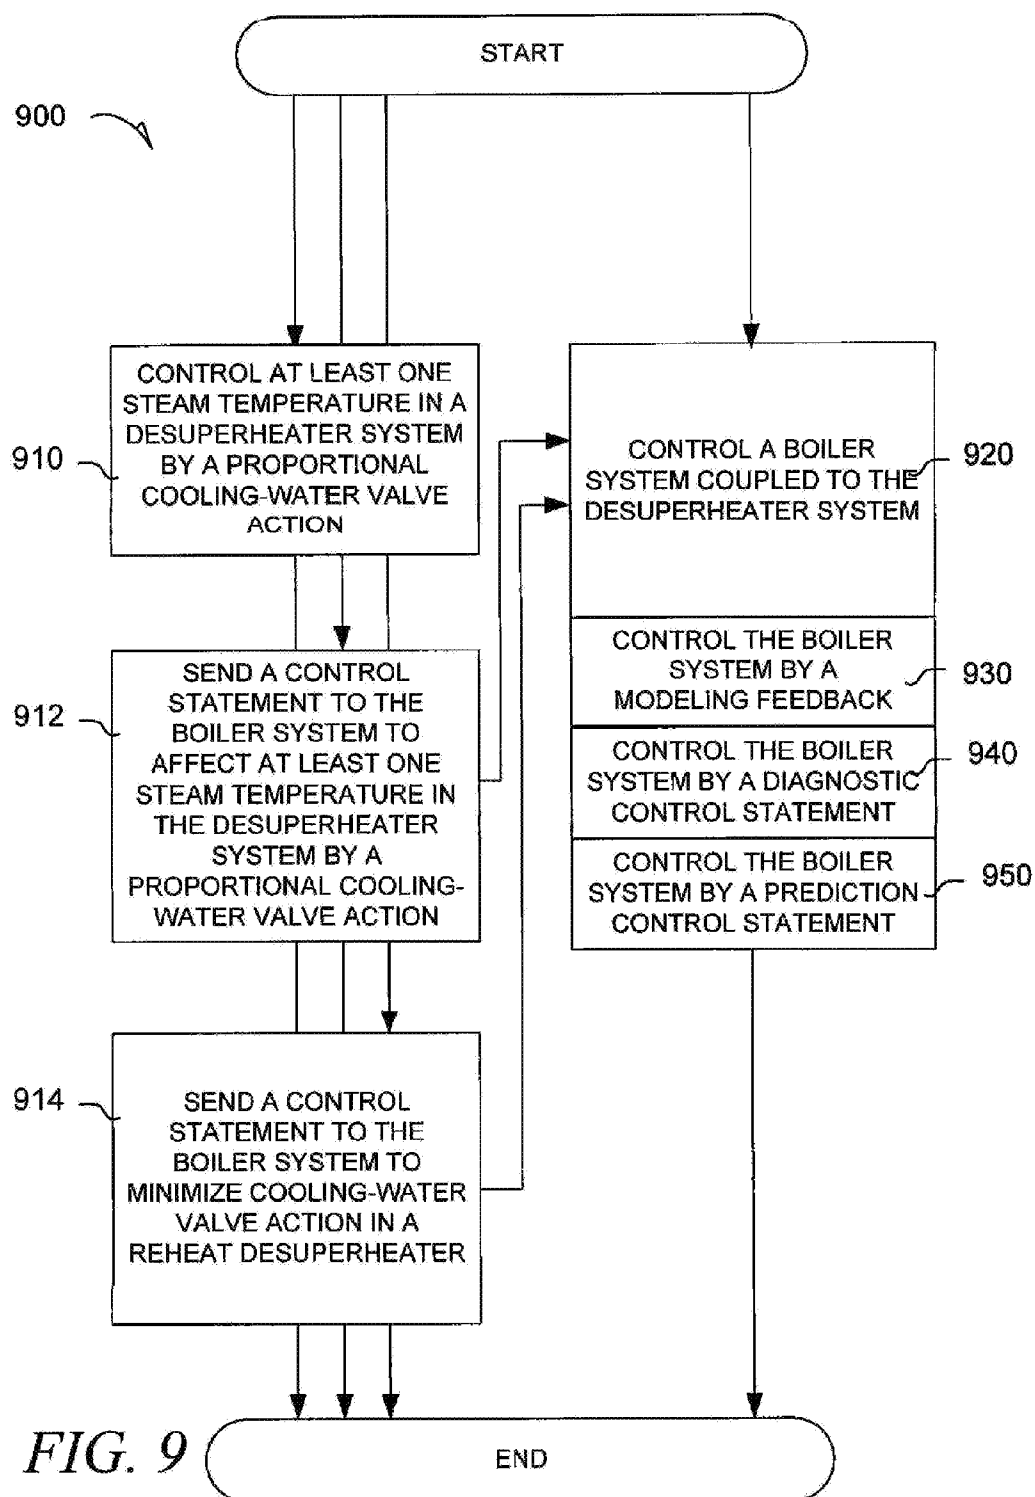 START
900
CONTROL AT LEAST ONE
STEAM TEMPERATURE IN A
DESUPERHEATER SYSTEM
BY A PROPORTIONAL
COOLING-WATER VALVE
ACTION
910
CONTROL A BOILER
SYSTEM COUPLED TO THE
DESUPERHEATER SYSTEM
920
SEND A CONTROL
STATEMENT TO THE
BOILER SYSTEM TO
AFFECT AT LEAST ONE
STEAM TEMPERATURE IN
THE DESUPERHEATER
SYSTEM BY A
PROPORTIONAL COOLING-
WATER VALVE ACTION
912
CONTROL THE BOILER
SYSTEM BY A
MODELING FEEDBACK
930
CONTROL THE BOILER
SYSTEM BY A DIAGNOSTIC
CONTROL STATEMENT
940
CONTROL THE BOILER
SYSTEM BY A PREDICTION
CONTROL STATEMENT
950
914
SEND A CONTROL
STATEMENT TO THE
BOILER SYSTEM TO
MINIMIZE COOLING-WATER
VALVE ACTION IN A
REHEAT DESUPERHEATER
FIG. 9
END